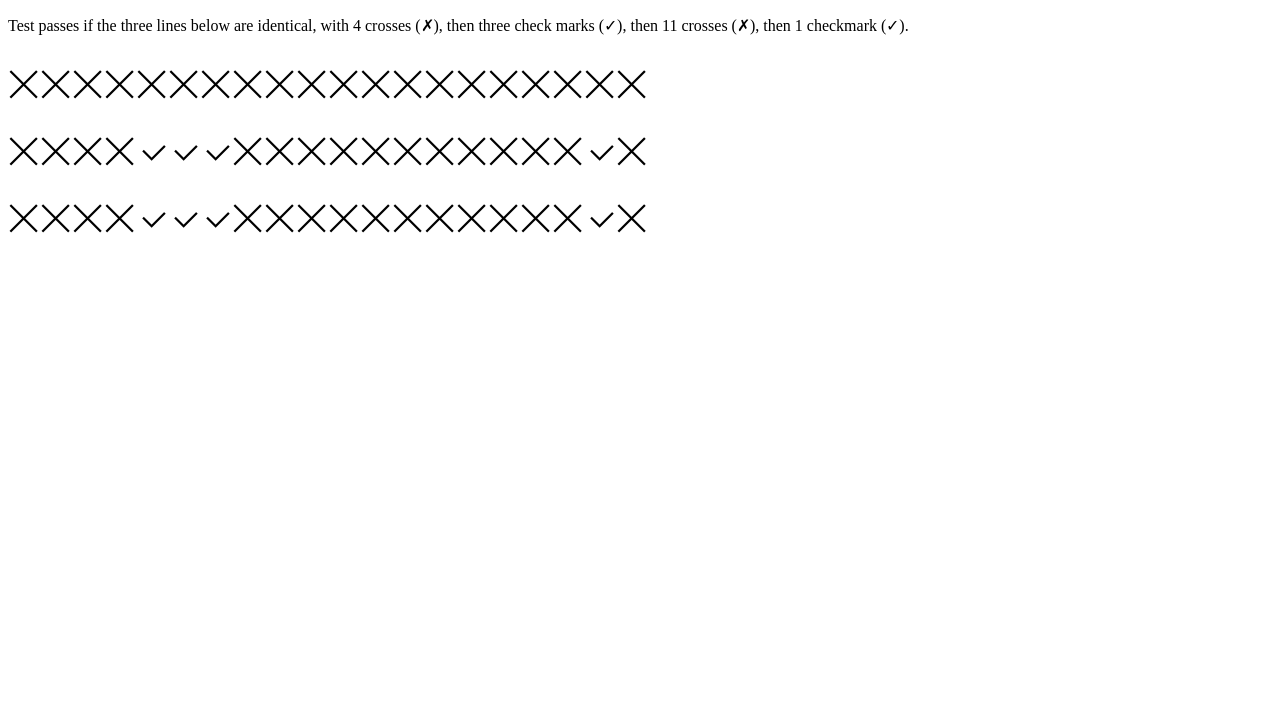 Test passes if the three lines below are identical, with 4 crosses (✗), then three check marks (✓), then 11 crosses (✗), then 1 checkmark (✓).
✗✗✗✗✗✗✗✗✗✗✗✗✗✗✗✗✗✗✗✗
✗✗✗✗✓✓✓✗✗✗✗✗✗✗✗✗✗✗✓✗
✗✗✗✗✓✓✓✗✗✗✗✗✗✗✗✗✗✗✓✗